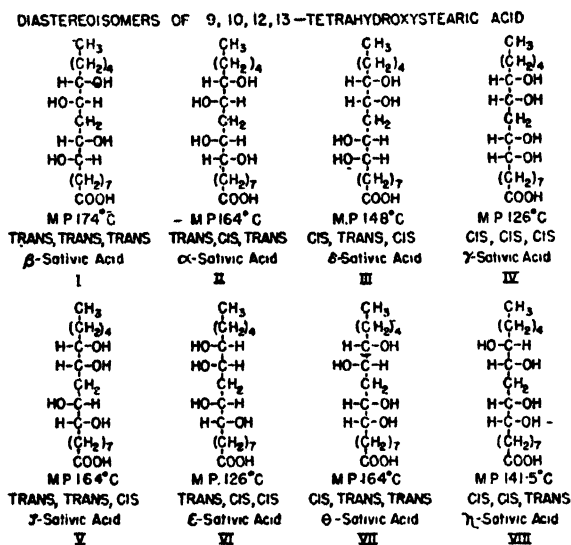 DIASTEREOISOMERS OF 9, 10, 12, 13-TETRAHYDROXYSTEARIC ACID
CH₃ CH₃ CH₃ CH₃
(CH₂)₄ (CH₂)₄ (CH₂)₄ (CH₂)₄
H-C-OH H-C-OH H-C-OH H-C-OH
HO-C-H HO-C-H H-C-OH H-C-OH
CH₂ CH₂ CH₂ CH₂
H-C-OH HO-C-H HO-C-H H-C-OH
HO-C-H H-C-OH HO-C-H H-C-OH
(CH₂)₇ (CH₂)₇ (CH₂)₇ (CH₂)₇
COOH COOH COOH COOH
M P 174°C M P 164°C M.P 148°C M P 126°C
TRANS, TRANS, TRANS TRANS, CIS, TRANS CIS, TRANS, CIS CIS, CIS, CIS
β-Sativic Acid α-Sativic Acid δ-Sativic Acid γ-Sativic Acid
I II III IV
CH₃ CH₃ CH₃ CH₃
(CH₂)₄ (CH₂)₄ (CH₂)₄ (CH₂)₄
H-C-OH HO-C-H H-C-OH HO-C-H
H-C-OH HO-C-H HO-C-H H-C-OH
CH₂ CH₂ CH₂ CH₂
HO-C-H HO-C-H H-C-OH H-C-OH
H-C-OH H-C-OH H-C-OH H-C-OH
(CH₂)₇ (CH₂)₇ (CH₂)₇ (CH₂)₇
COOH COOH COOH COOH
M P 164°C M P. 126°C M P 164°C M P 141·5°C
TRANS, TRANS, CIS TRANS, CIS, CIS CIS, TRANS, TRANS CIS, CIS, TRANS
ζ-Sativic Acid ε-Sativic Acid θ-Sativic Acid η-Sativic Acid
V VI VII VIII